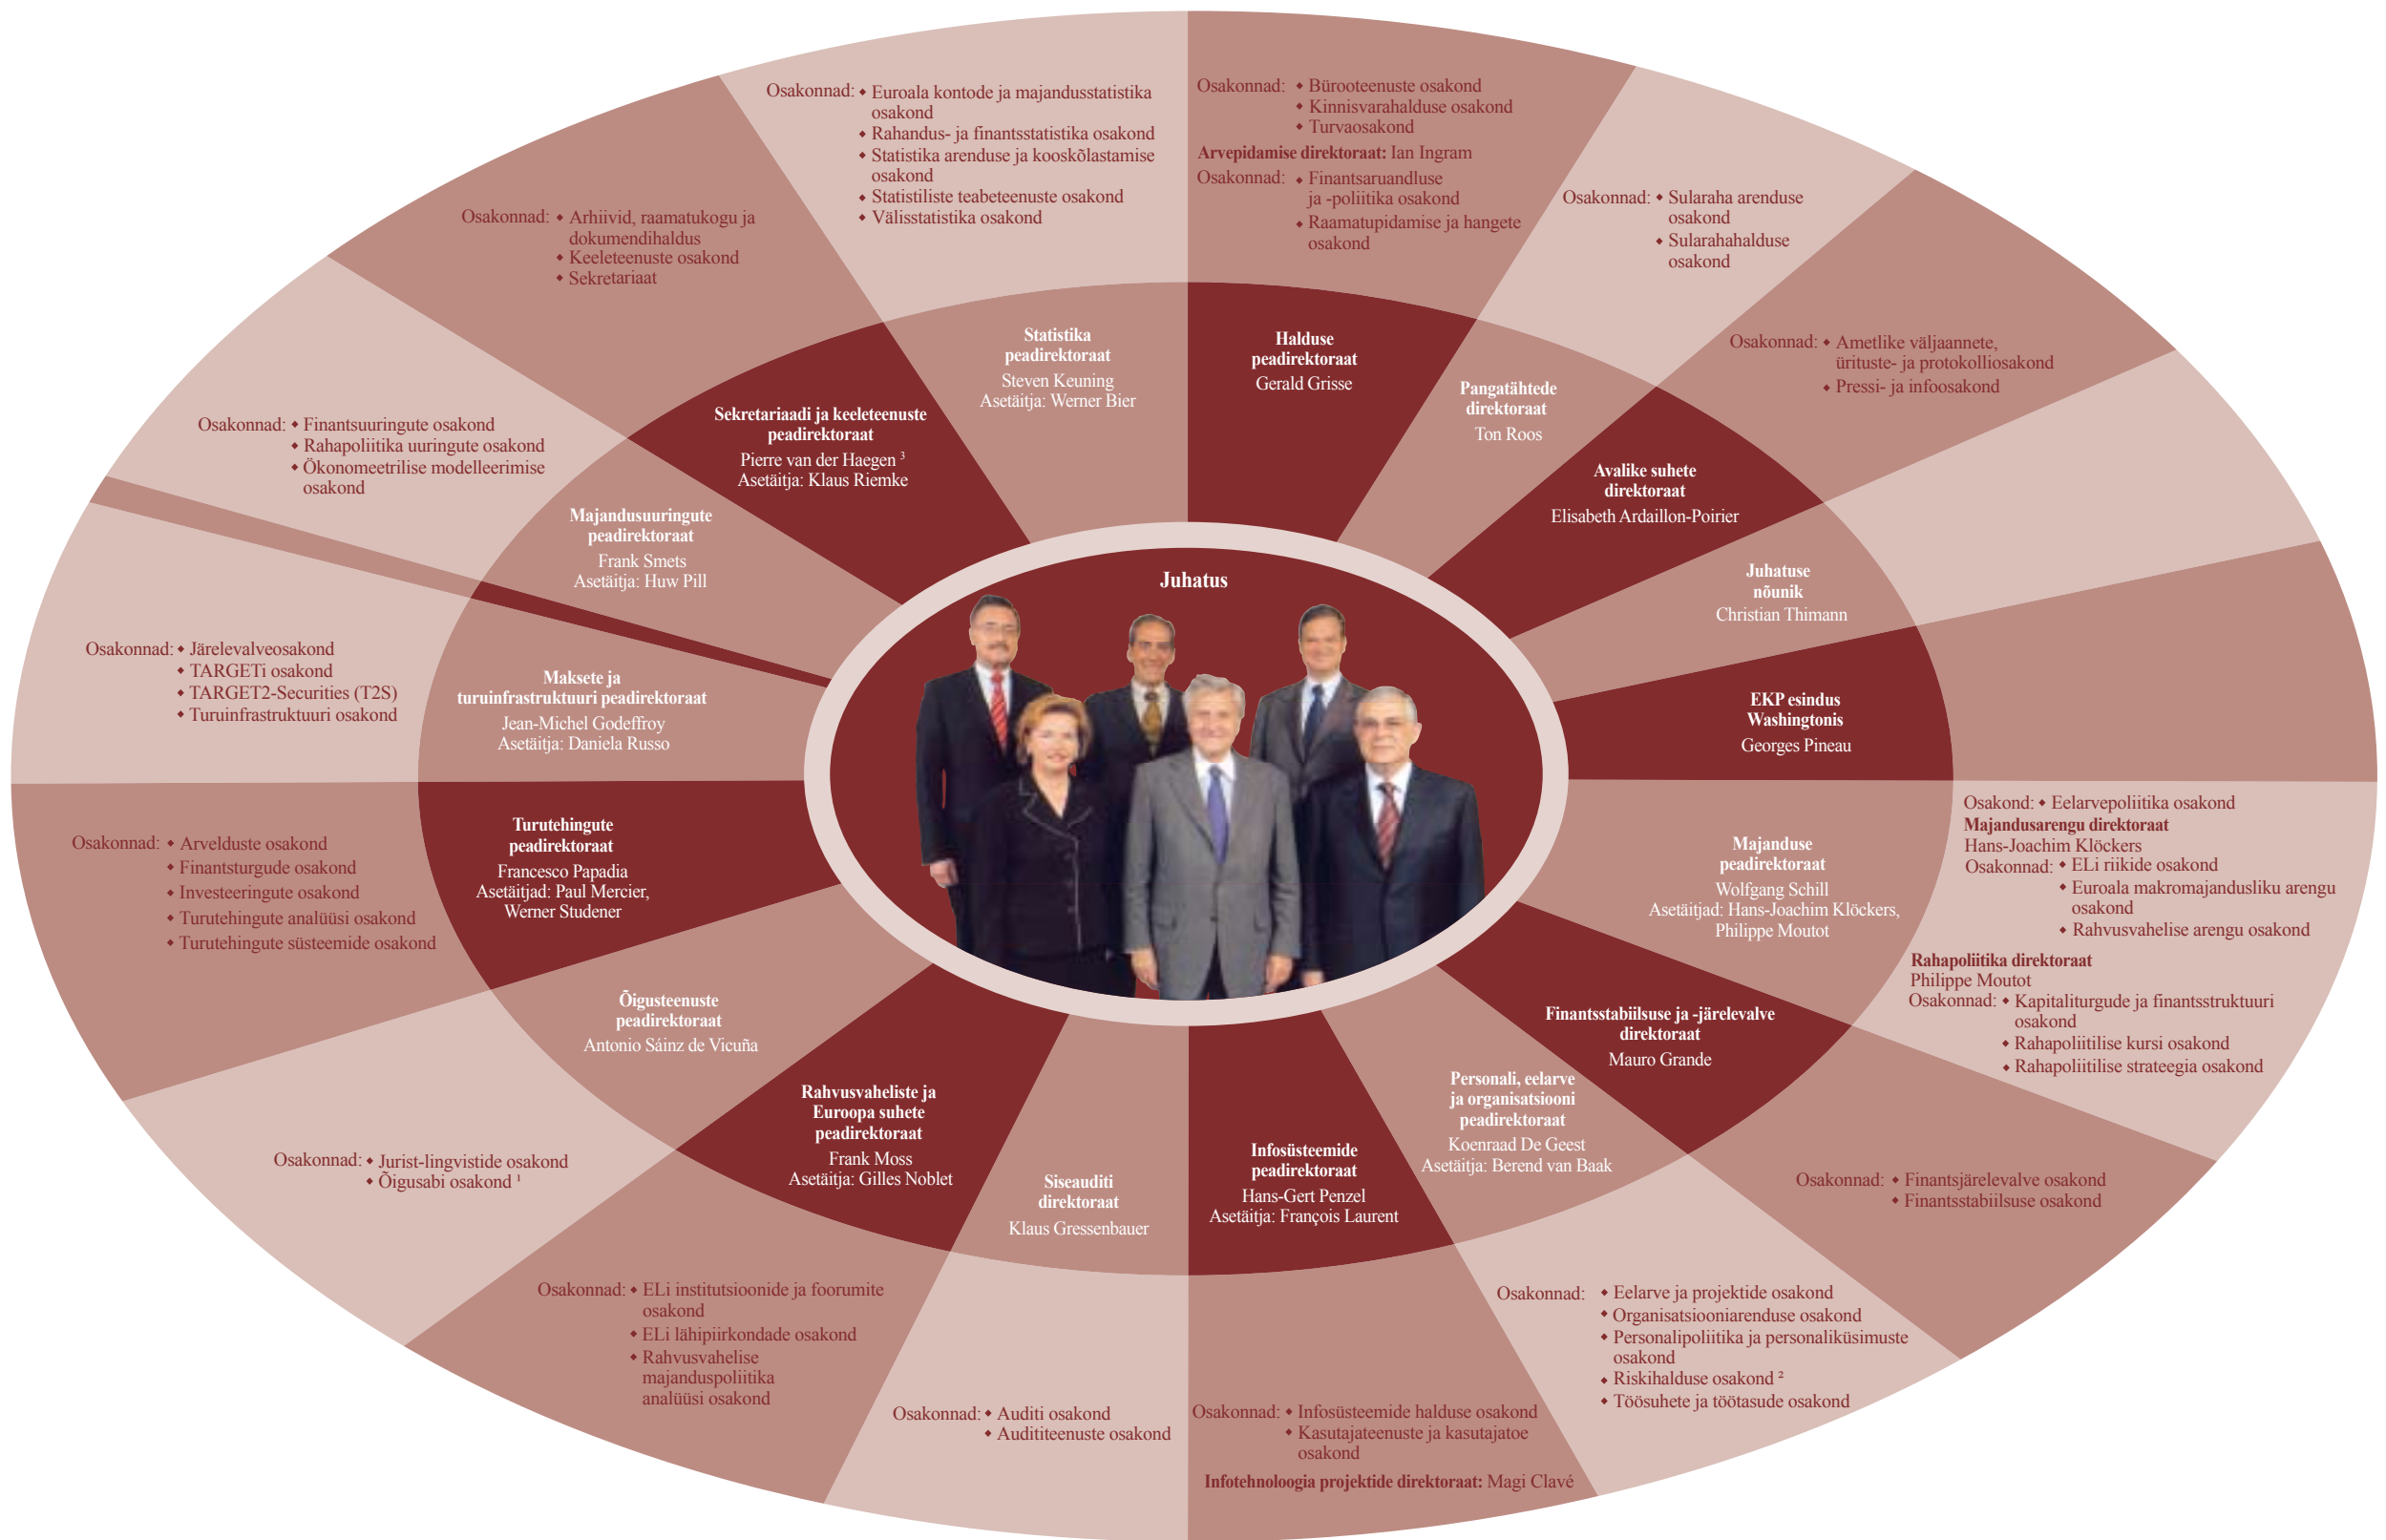 Juhatus
Osakonnad: ◆ Bürooteenuste osakond
◆ Kinnisvarahalduse osakond
◆ Turvaosakond
Arvepidamise direktoraat: Ian Ingram
Osakonnad: ◆ Finantsaruandluse
ja -poliitika osakond
◆ Raamatupidamise ja hangete
osakond
Halduse
peadirektoraat
Gerald Grisse
Osakonnad: ◆ Sularaha arenduse
osakond
◆ Sularahahalduse
osakond
Pangatähtede
direktoraat
Ton Roos
Osakonnad: ◆ Ametlike väljaannete,
ürituste- ja protokolliosakond
◆ Pressi- ja infoosakond
Avalike suhete
direktoraat
Elisabeth Ardaillon-Poirier
Juhatuse
nõunik
Christian Thimann
EKP esindus
Washingtonis
Georges Pineau
Majanduse
peadirektoraat
Wolfgang Schill
Asetäitjad: Hans-Joachim Klöckers,
Philippe Moutot
Osakond: ◆ Eelarvepoliitika osakond
Majandusarengu direktoraat
Hans-Joachim Klöckers
Osakonnad: ◆ ELi riikide osakond
◆ Euroala makromajandusliku arengu
osakond
◆ Rahvusvahelise arengu osakond
Rahapoliitika direktoraat
Philippe Moutot
Osakonnad: ◆ Kapitaliturgude ja finantsstruktuuri
osakond
◆ Rahapoliitilise kursi osakond
◆ Rahapoliitilise strateegia osakond
Finantsstabiilsuse ja -järelevalve
direktoraat
Mauro Grande
Osakonnad: ◆ Finantsjärelevalve osakond
◆ Finantsstabiilsuse osakond
Personali, eelarve
ja organisatsiooni
peadirektoraat
Koenraad De Geest
Asetäitja: Berend van Baak
Osakonnad: ◆ Eelarve ja projektide osakond
◆ Organisatsiooniarenduse osakond
◆ Personalipoliitika ja personaliküsimuste
osakond
◆ Riskihalduse osakond ²
◆ Töösuhete ja töötasude osakond
Infosüsteemide
peadirektoraat
Hans-Gert Penzel
Asetäitja: François Laurent
Osakonnad: ◆ Infosüsteemide halduse osakond
◆ Kasutajateenuste ja kasutajatoe
osakond
Infotehnoloogia projektide direktoraat: Magi Clavé
Siseauditi
direktoraat
Klaus Gressenbauer
Osakonnad: ◆ Auditi osakond
◆ Audititeenuste osakond
Rahvusvaheliste ja
Euroopa suhete
peadirektoraat
Frank Moss
Asetäitja: Gilles Noblet
Osakonnad: ◆ ELi institutsioonide ja foorumite
osakond
◆ ELi lähipiirkondade osakond
◆ Rahvusvahelise
majanduspoliitika
analüüsi osakond
Õigusteenuste
peadirektoraat
Antonio Sáinz de Vicuña
Osakonnad: ◆ Jurist-lingvistide osakond
◆ Õigusabi osakond ¹
Turutehingute
peadirektoraat
Francesco Papadia
Asetäitjad: Paul Mercier,
Werner Studener
Osakonnad: ◆ Arvelduste osakond
◆ Finantsturgude osakond
◆ Investeeringute osakond
◆ Turutehingute analüüsi osakond
◆ Turutehingute süsteemide osakond
Maksete ja
turuinfrastruktuuri peadirektoraat
Jean-Michel Godeffroy
Asetäitja: Daniela Russo
Osakonnad: ◆ Järelevalveosakond
◆ TARGETi osakond
◆ TARGET2-Securities (T2S)
◆ Turuinfrastruktuuri osakond
Majandusuuringute
peadirektoraat
Frank Smets
Asetäitja: Huw Pill
Osakonnad: ◆ Finantsuuringute osakond
◆ Rahapoliitika uuringute osakond
◆ Ökonomeetrilise modelleerimise
osakond
Sekretariaadi ja keeleteenuste
peadirektoraat
Pierre van der Haegen ³
Asetäitja: Klaus Riemke
Osakonnad: ◆ Arhiivid, raamatukogu ja
dokumendihaldus
◆ Keeleteenuste osakond
◆ Sekretariaat
Statistika
peadirektoraat
Steven Keuning
Asetäitja: Werner Bier
Osakonnad: ◆ Euroala kontode ja majandusstatistika
osakond
◆ Rahandus- ja finantsstatistika osakond
◆ Statistika arenduse ja kooskõlastamise
osakond
◆ Statistiliste teabeteenuste osakond
◆ Välisstatistika osakond